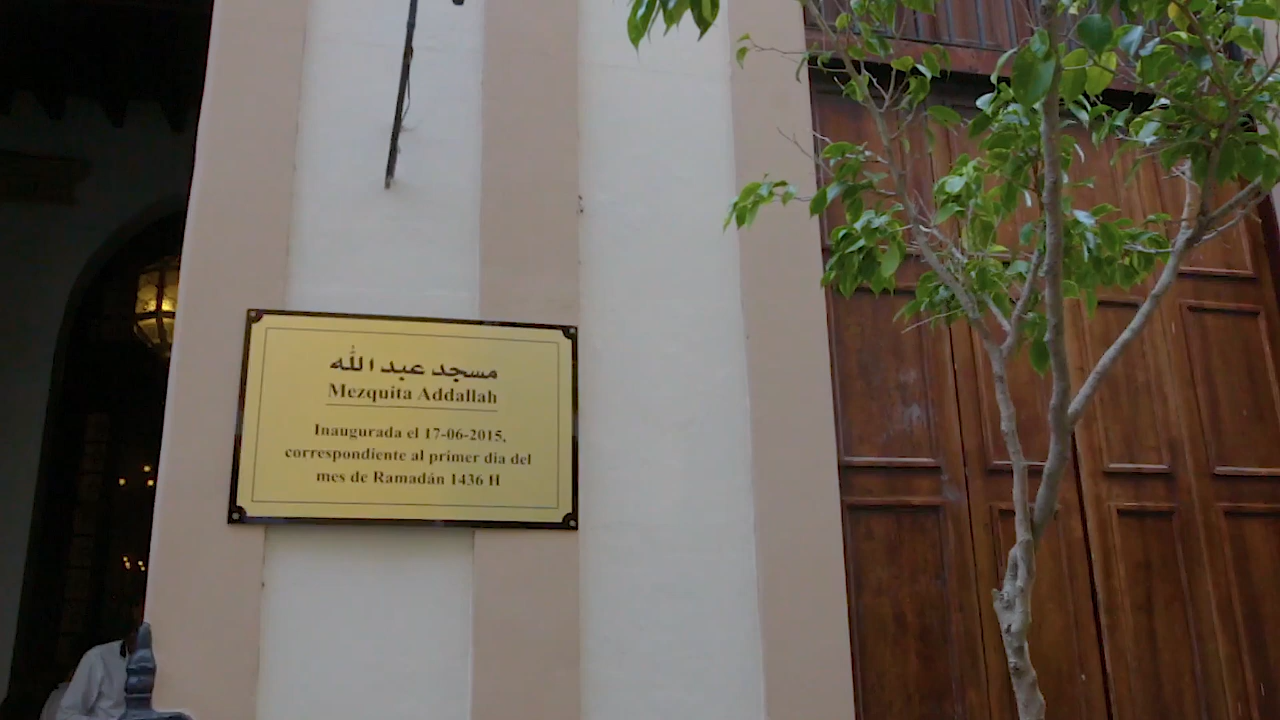 مسجد عبد الله
Mezquita Addallah
Inaugurada el 17-06-2015,
correspondiente al primer día del
mes de Ramadán 1436 H